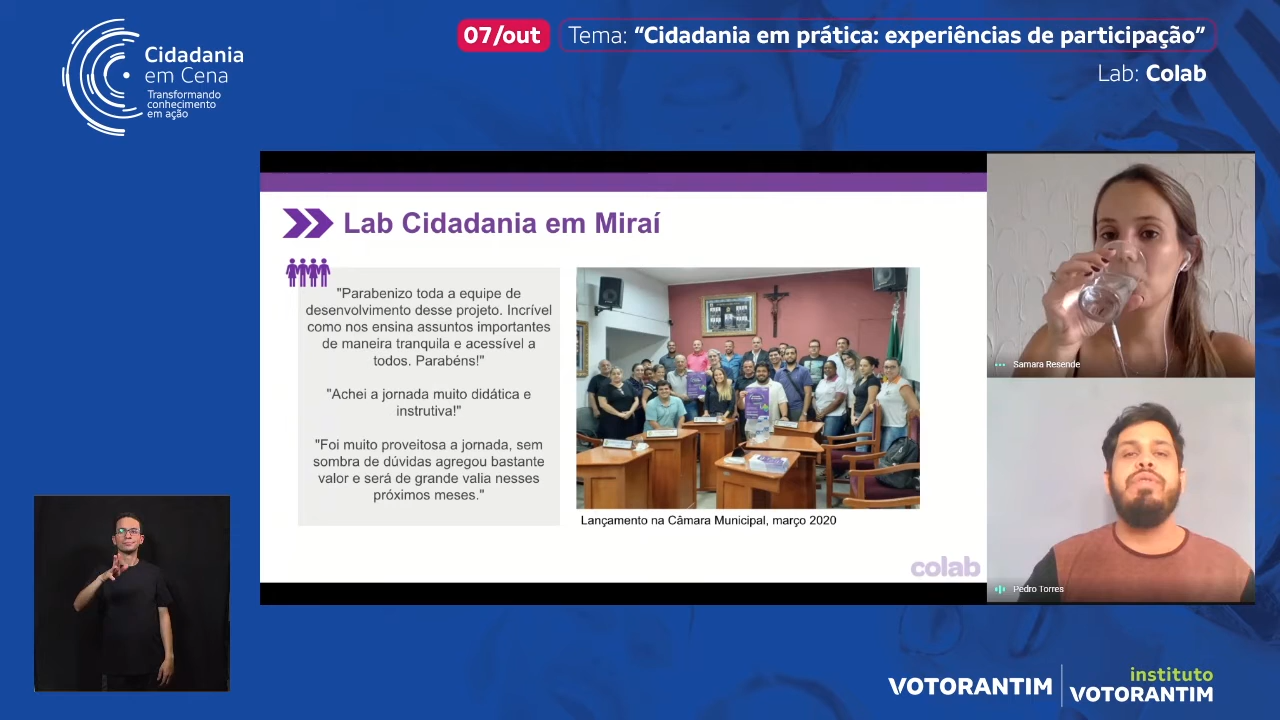 Cidadania
em Cena
Transformando
conhecimento
em ação
07/out
Tema: “Cidadania em prática: experiências de participação”
Lab: Colab
Lab Cidadania em Miraí
"Parabenizo toda a equipe de
desenvolvimento desse projeto. Incrível
como nos ensina assuntos importantes
de maneira tranquila e acessível a
todos. Parabéns!"
"Achei a jornada muito didática e
instrutiva!"
"Foi muito proveitosa a jornada, sem
sombra de dúvidas agregou bastante
valor e será de grande valia nesses
próximos meses."
Lançamento na Câmara Municipal, março 2020
colab
Samara Resende
Pedro Torres
VOTORANTIM
instituto
VOTORANTIM